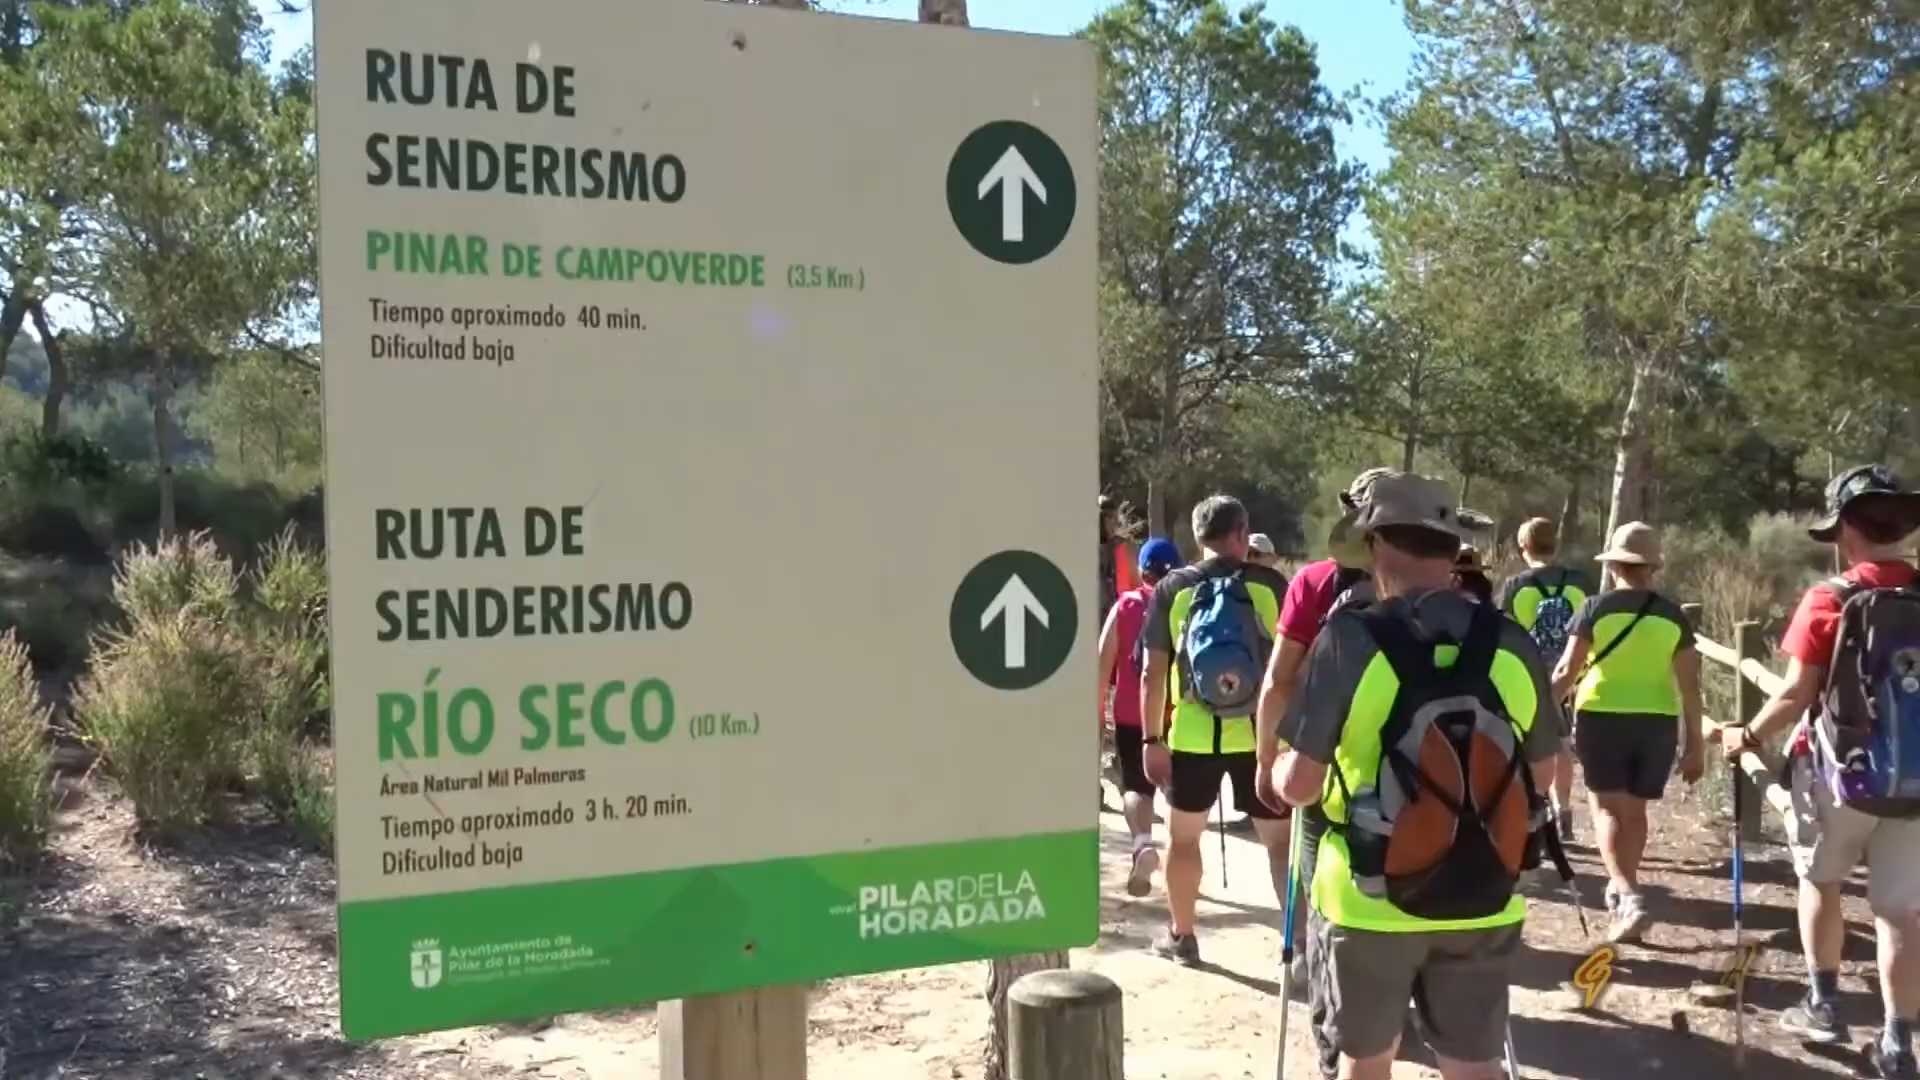 RUTA DE
SENDERISMO
PINAR DE CAMPOVERDE (3,5 Km.)
Tiempo aproximado 40 min.
Dificultad baja
RUTA DE
SENDERISMO
RÍO SECO (10 Km.)
Área Natural Mil Palmeras
Tiempo aproximado 3 h. 20 min.
Dificultad baja
PILARDELA
HORADADA
Ayuntamiento de
Pilar de la Horadada
G H